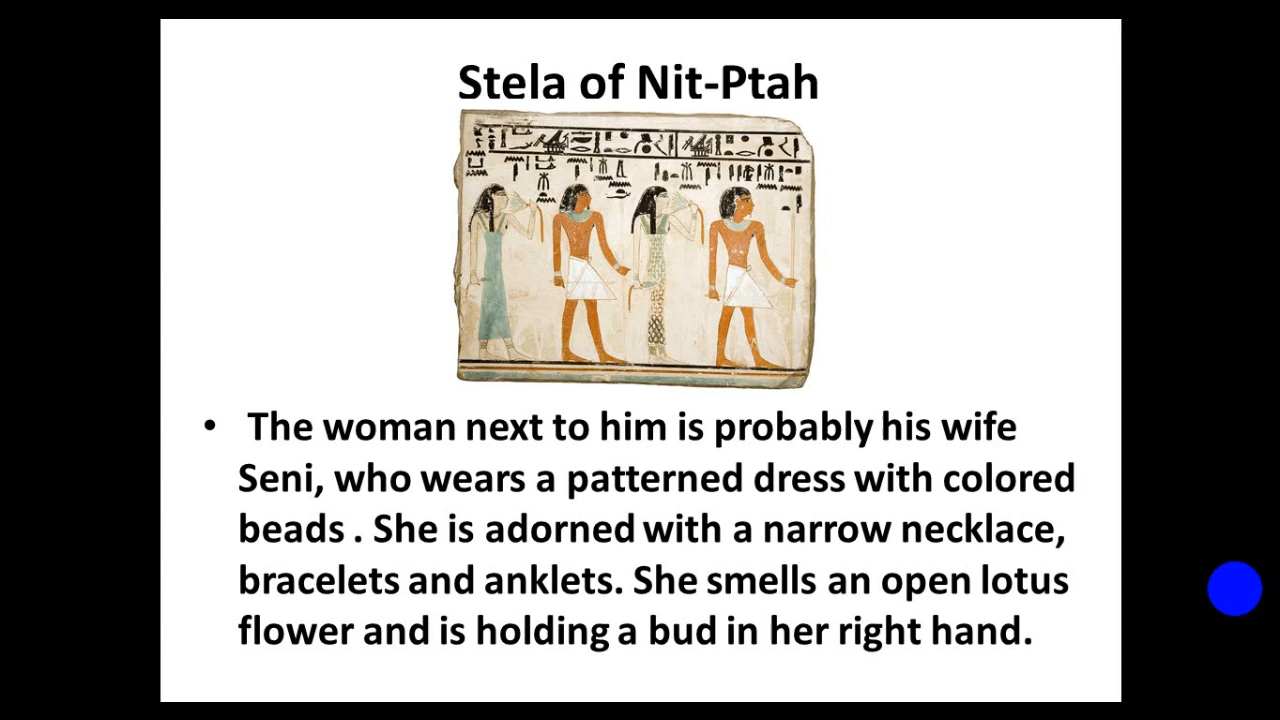 Stela of Nit-Ptah
• The woman next to him is probably his wife
Seni, who wears a patterned dress with colored
beads . She is adorned with a narrow necklace,
bracelets and anklets. She smells an open lotus
flower and is holding a bud in her right hand.